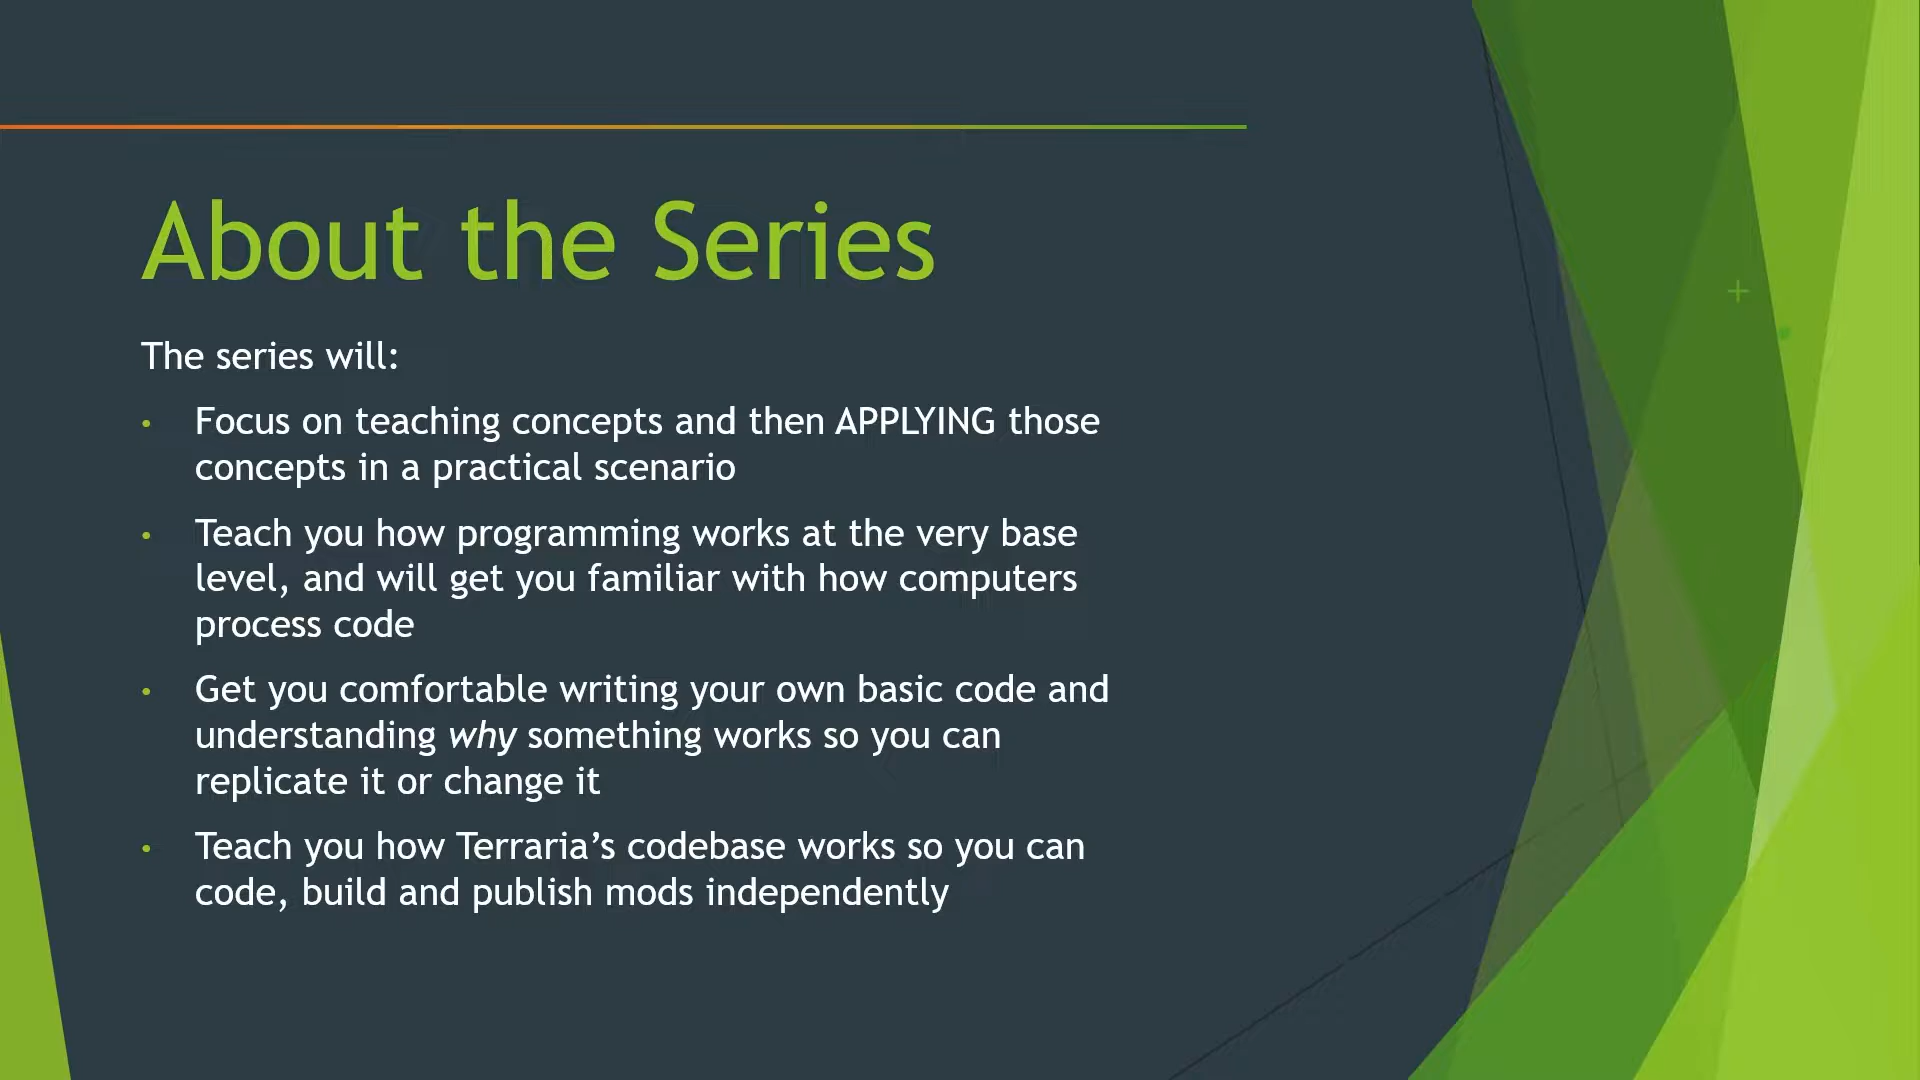 About the Series
The series will:
• Focus on teaching concepts and then APPLYING those
concepts in a practical scenario
• Teach you how programming works at the very base
level, and will get you familiar with how computers
process code
• Get you comfortable writing your own basic code and
understanding why something works so you can
replicate it or change it
• Teach you how Terraria’s codebase works so you can
code, build and publish mods independently